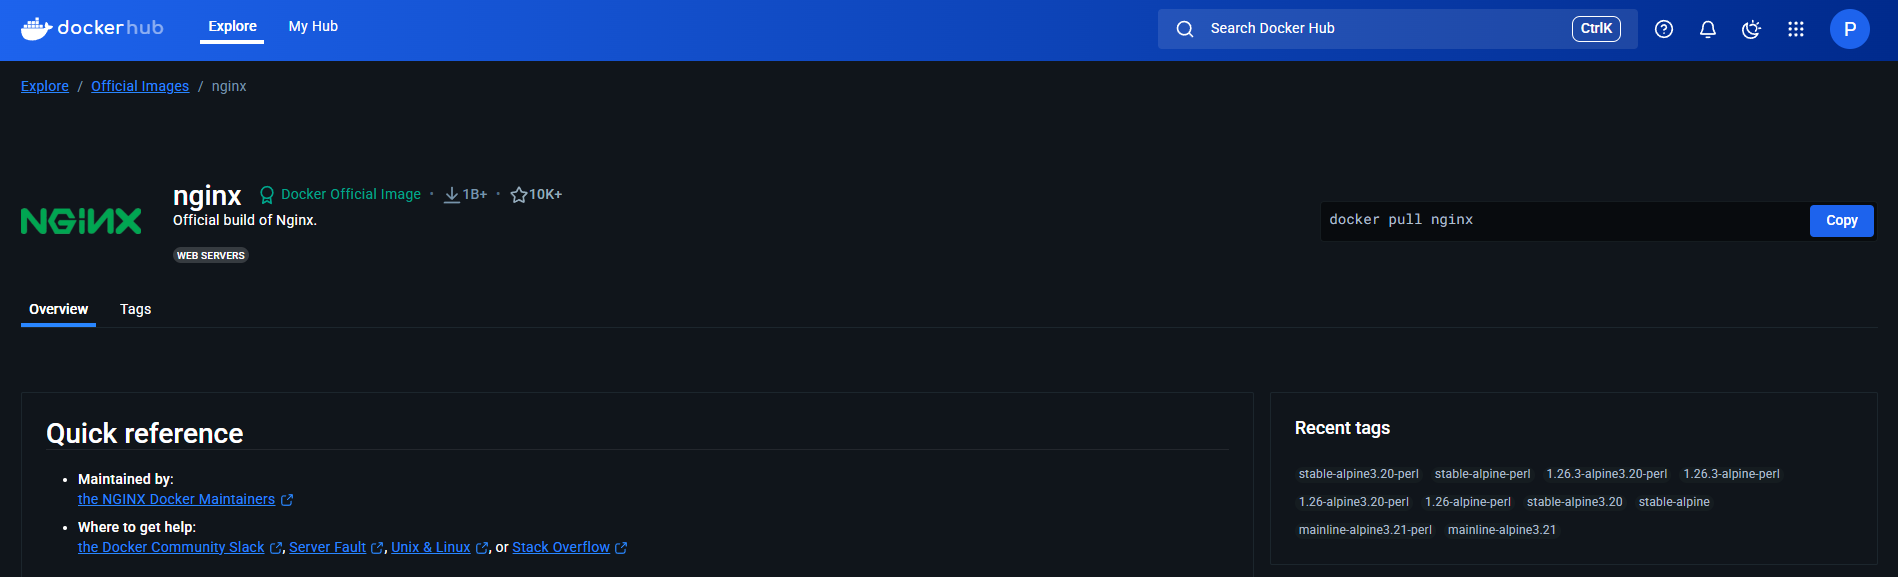 dockerhub
Explore
My Hub
Search Docker Hub
CtrlK
P
Explore / Official Images / nginx
NGINX
nginx
Docker Official Image • 1B+ • 10K+
Official build of Nginx.
WEB SERVERS
docker pull nginx
Copy
Overview
Tags
Quick reference
• Maintained by:
the NGINX Docker Maintainers
• Where to get help:
the Docker Community Slack, Server Fault, Unix & Linux, or Stack Overflow
Recent tags
stable-alpine3.20-perl stable-alpine-perl 1.26.3-alpine3.20-perl 1.26.3-alpine-perl
1.26-alpine3.20-perl 1.26-alpine-perl stable-alpine3.20 stable-alpine
mainline-alpine3.21-perl mainline-alpine3.21